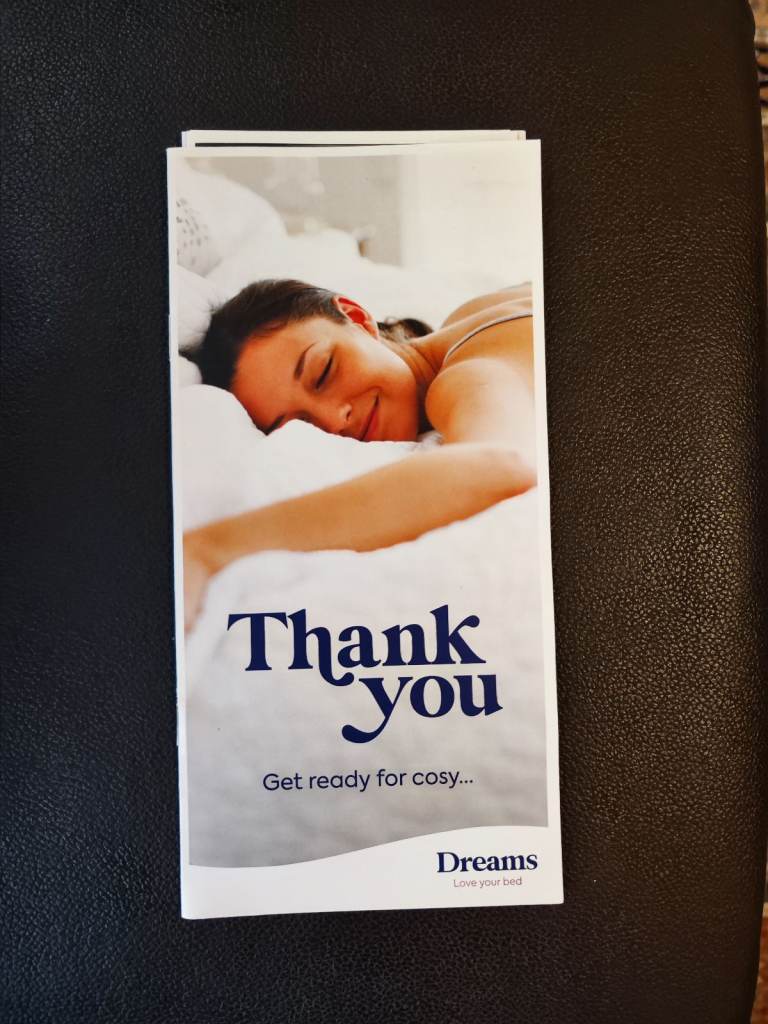 Thank
you
Get ready for cosy...
Dreams
Love your bed